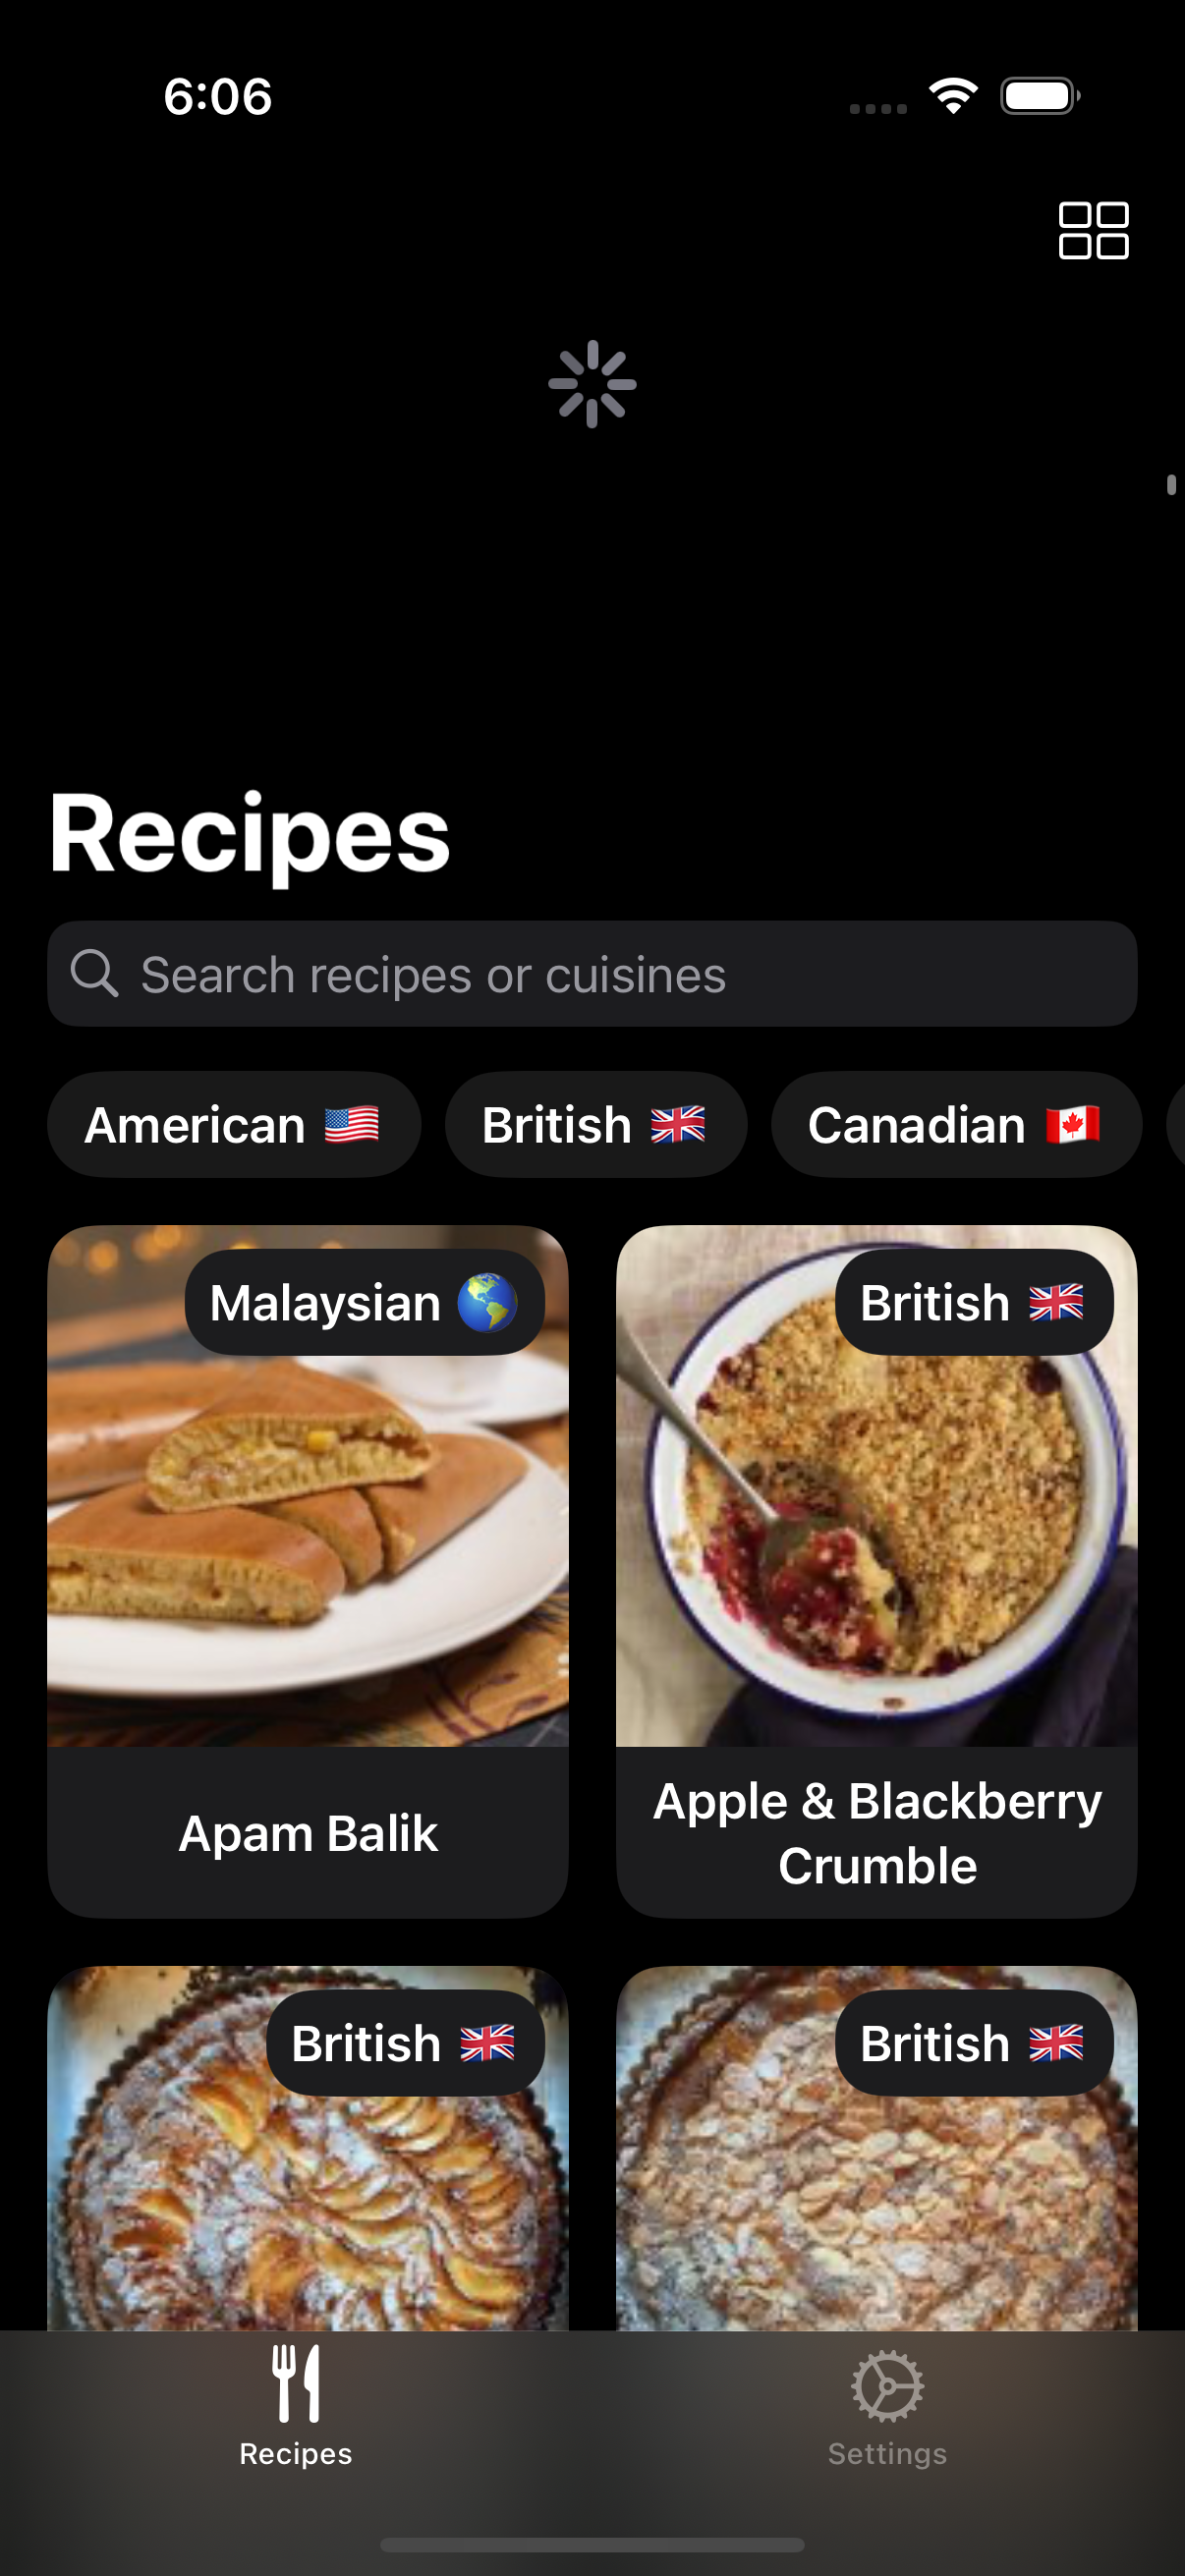 6:06
Recipes
Search recipes or cuisines
American 🇺🇸
British 🇬🇧
Canadian 🇨🇦
Malaysian 🌎
British 🇬🇧
Apam Balik
Apple & Blackberry
Crumble
British 🇬🇧
British 🇬🇧
Recipes
Settings